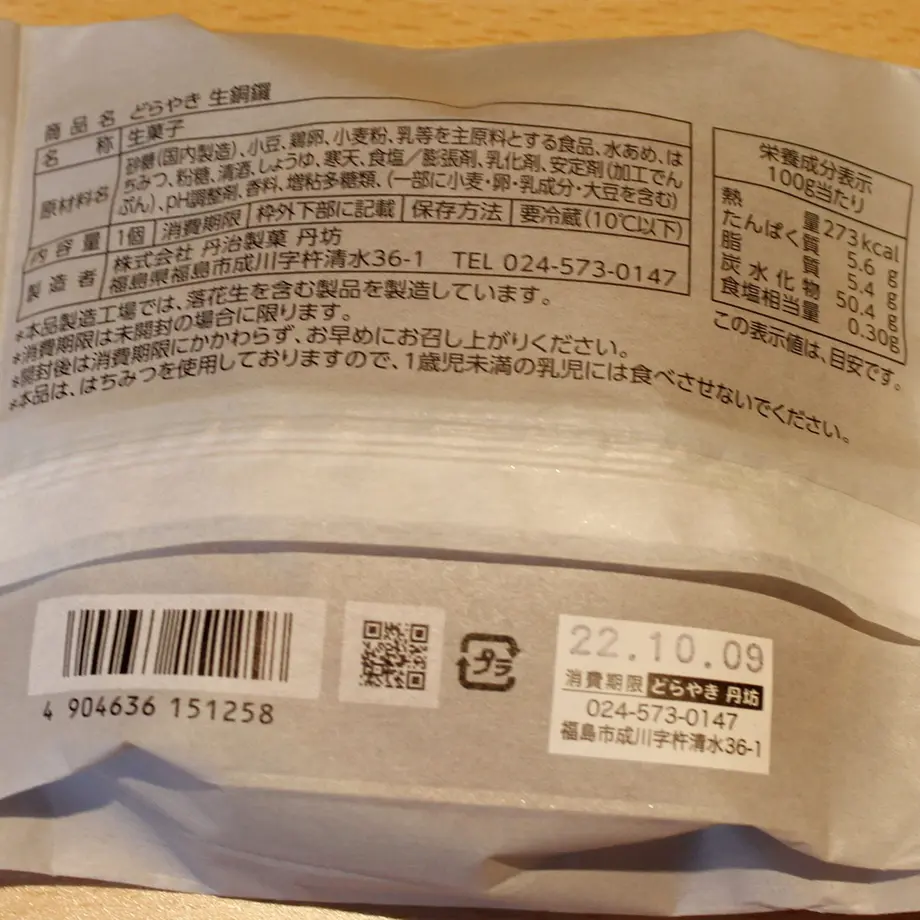 商品名 どらやき 生銅鑼
名称 生菓子
原材料名 砂糖(国内製造)、小豆、鶏卵、小麦粉、乳等を主原料とする食品、水あめ、は
ちみつ、粉糖、清酒、しょうゆ、寒天、食塩／膨張剤、乳化剤、安定剤(加工でん
ぷん)、pH調整剤、香料、増粘多糖類、(一部に小麦・卵・乳成分・大豆を含む)
内容量 1個 消費期限 枠外下部に記載 保存方法 要冷蔵(10℃以下)
製造者 株式会社 丹治製菓 丹坊
福島県福島市成川字杵清水36-1 TEL 024-573-0147
*本品製造工場では、落花生を含む製品を製造しています。
*消費期限は未開封の場合に限ります。
*開封後は消費期限にかかわらず、お早めにお召し上がりください。
*本品は、はちみつを使用しておりますので、1歳児未満の乳児には食べさせないでください。
栄養成分表示
100g当たり
熱量 273kcal
たんぱく質 5.6g
脂質 5.4g
炭水化物 50.4g
食塩相当量 0.30g
この表示値は、目安です。
4 904636 151258
プラ
22.10.09
消費期限 どらやき 丹坊
024-573-0147
福島市成川字杵清水36-1